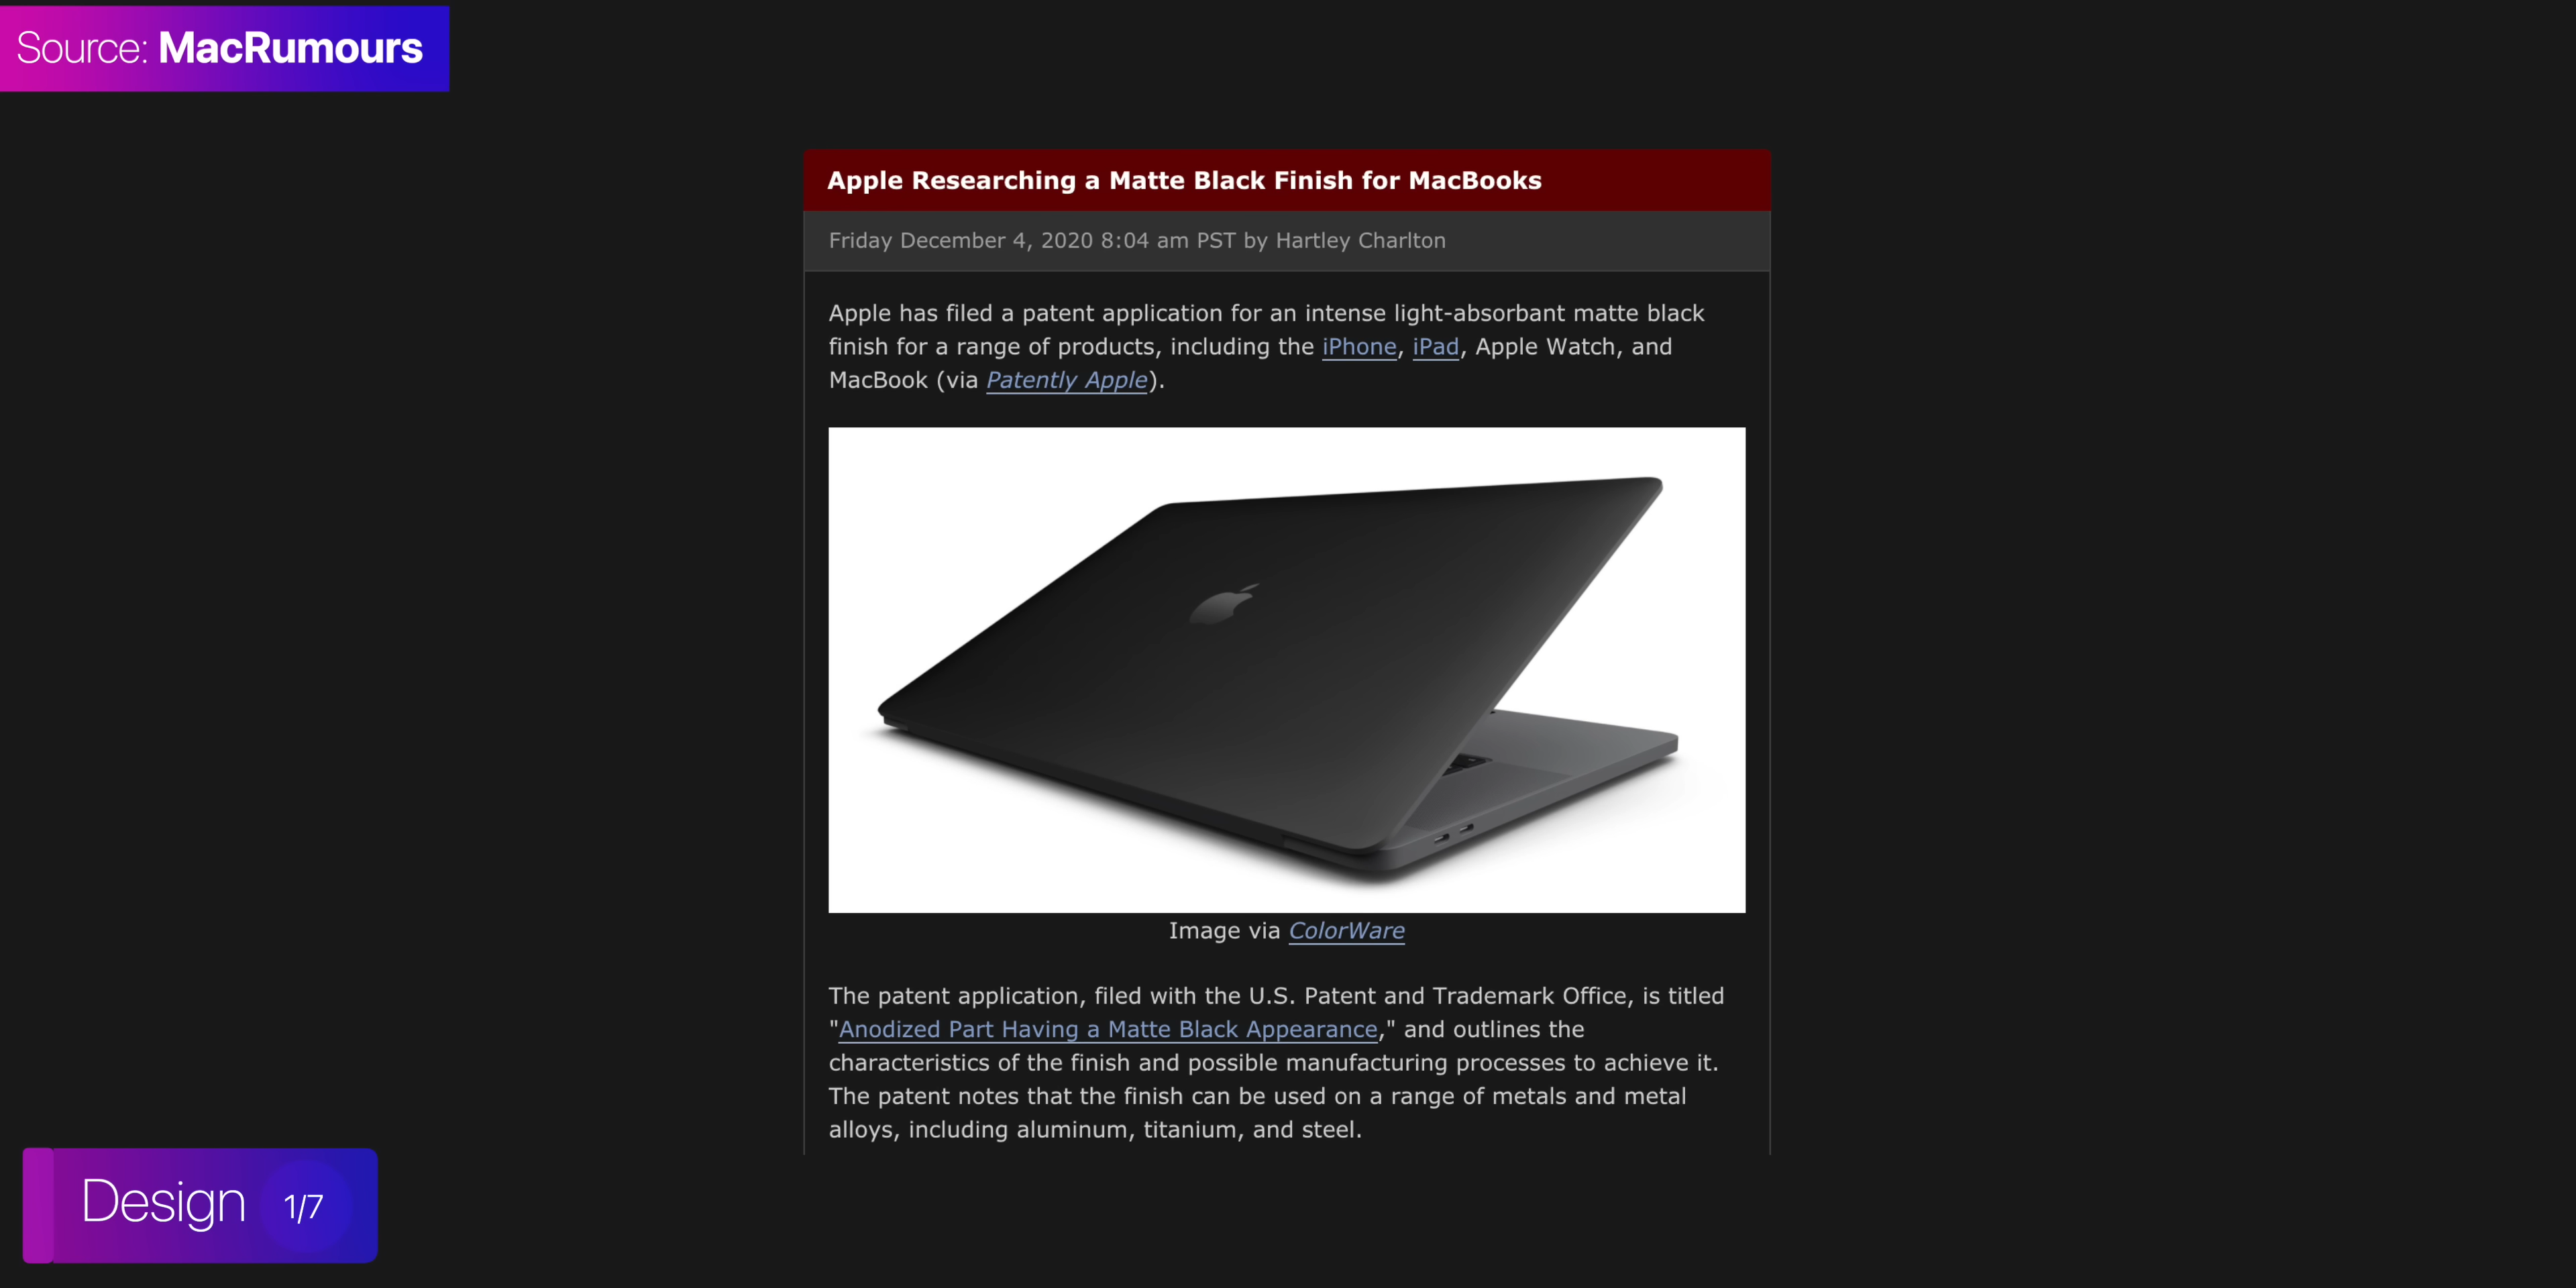 Source: MacRumours
Apple Researching a Matte Black Finish for MacBooks
Friday December 4, 2020 8:04 am PST by Hartley Charlton
Apple has filed a patent application for an intense light-absorbant matte black
finish for a range of products, including the iPhone, iPad, Apple Watch, and
MacBook (via Patently Apple).
Image via ColorWare
The patent application, filed with the U.S. Patent and Trademark Office, is titled
"Anodized Part Having a Matte Black Appearance," and outlines the
characteristics of the finish and possible manufacturing processes to achieve it.
The patent notes that the finish can be used on a range of metals and metal
alloys, including aluminum, titanium, and steel.
Design 1/7